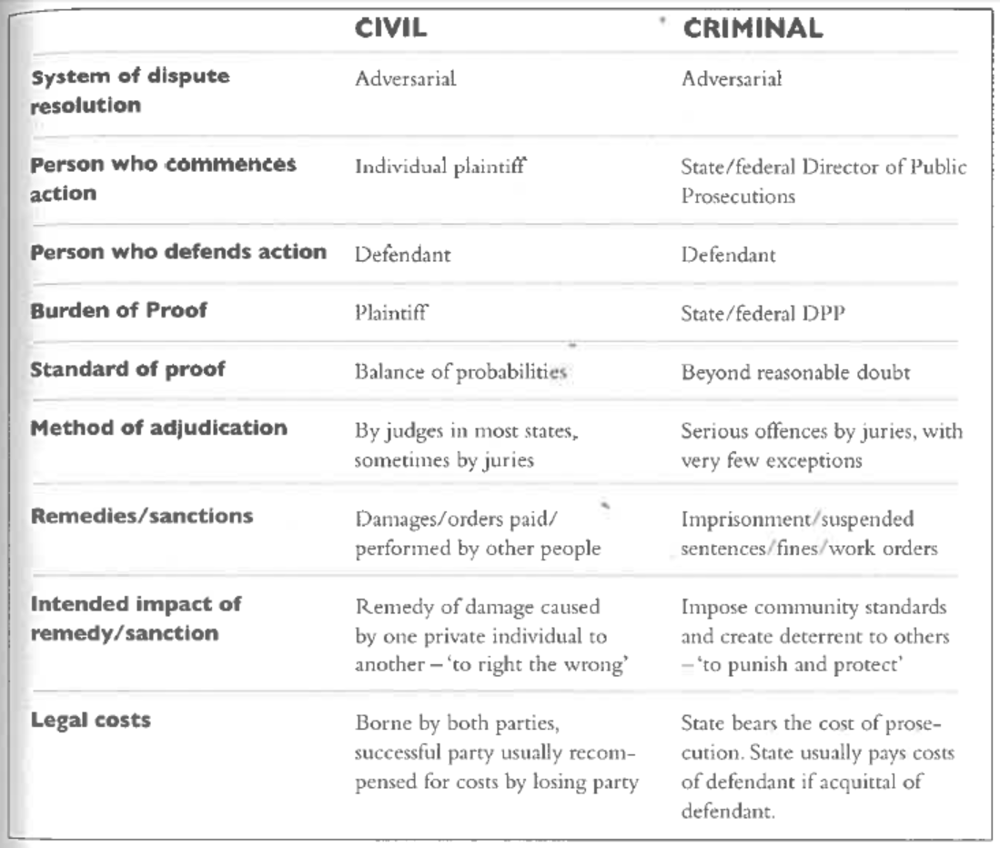 CIVIL CRIMINAL
System of dispute Adversarial Adversarial
resolution
Person who commences Individual plaintiff State/federal Director of Public
action Prosecutions
Person who defends action Defendant Defendant
Burden of Proof Plaintiff State/federal DPP
Standard of proof Balance of probabilities Beyond reasonable doubt
Method of adjudication By judges in most states, Serious offences by juries, with
sometimes by juries very few exceptions
Remedies/sanctions Damages/orders paid/ Imprisonment/suspended
performed by other people sentences/fines/work orders
Intended impact of Remedy of damage caused Impose community standards
remedy/sanction by one private individual to and create deterrent to others
another – ‘to right the wrong’ – ‘to punish and protect’
Legal costs Borne by both parties, State bears the cost of prose-
successful party usually recom- cution. State usually pays costs
pensed for costs by losing party of defendant if acquittal of
defendant.